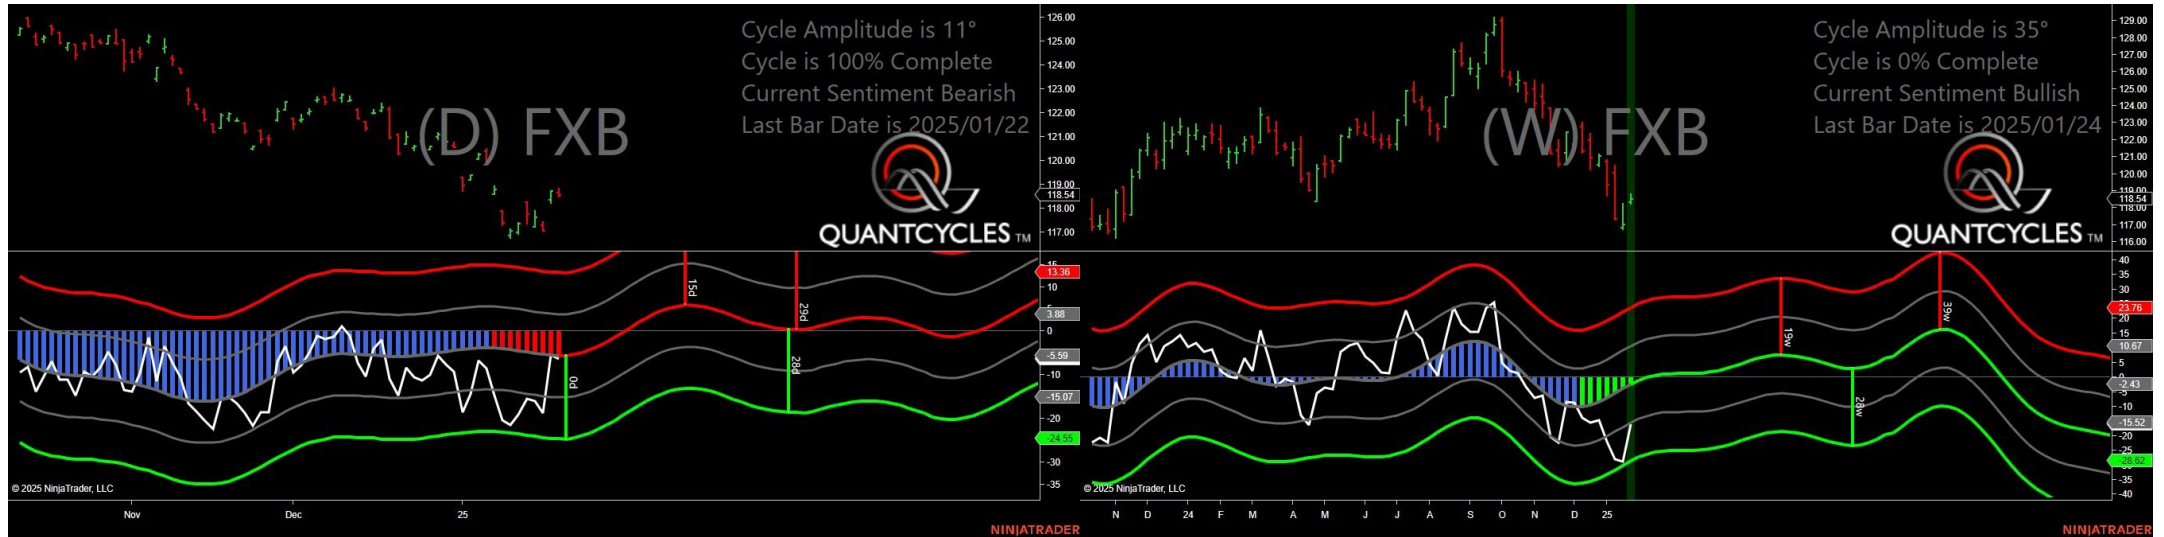 Cycle Amplitude is 11°
Cycle is 100% Complete
Current Sentiment Bearish
Last Bar Date is 2025/01/22
(D) FXB
QUANTCYCLES TM
126.00
125.00
124.00
123.00
122.00
121.00
120.00
119.00
118.54
118.00
117.00
15
13.36
10
3.88
0
-5.59
-10
-15.07
-20
-24.55
-30
-35
0d
15d
29d
28d
© 2025 NinjaTrader, LLC
Nov Dec 25
NINJATRADER
Cycle Amplitude is 35°
Cycle is 0% Complete
Current Sentiment Bullish
Last Bar Date is 2025/01/24
(W) FXB
QUANTCYCLES TM
129.00
128.00
127.00
126.00
125.00
124.00
123.00
122.00
121.00
120.00
119.00
118.54
118.00
117.00
116.00
40
35
30
23.76
20
15
10.67
5
0
-2.43
-5
-10
-15.52
-20
-25
-28.62
-35
-40
19w
39w
28w
© 2025 NinjaTrader, LLC
N D 24 F M A M J J A S O N D 25
NINJATRADER